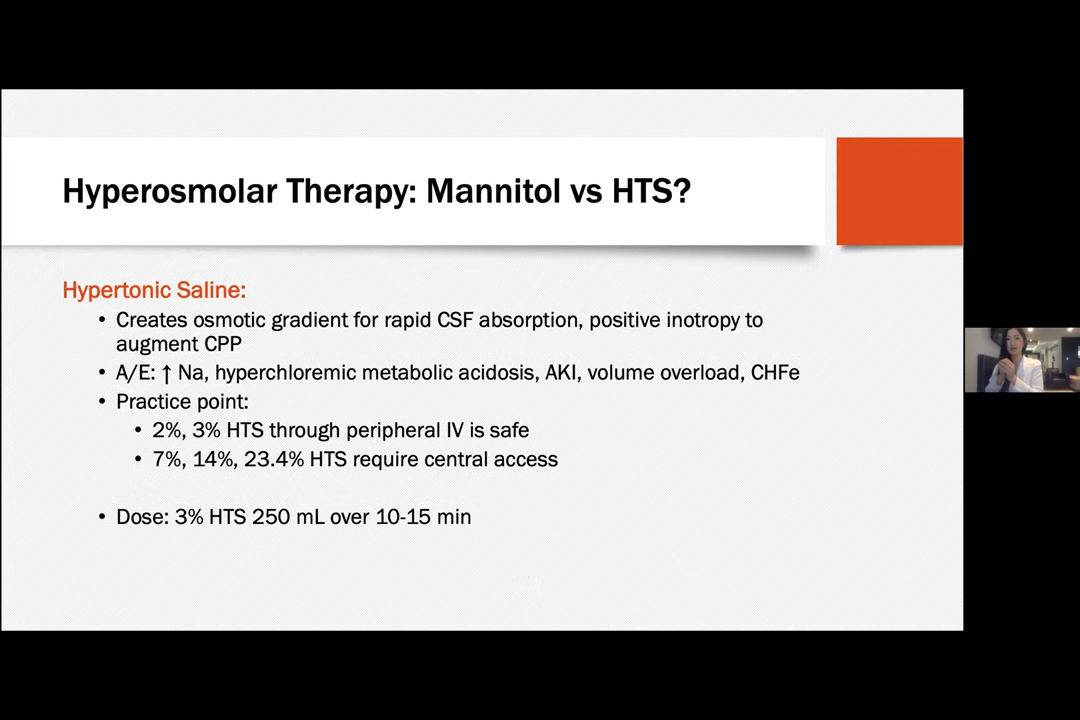 Hyperosmolar Therapy: Mannitol vs HTS?
Hypertonic Saline:
• Creates osmotic gradient for rapid CSF absorption, positive inotropy to
augment CPP
• A/E: ↑ Na, hyperchloremic metabolic acidosis, AKI, volume overload, CHFe
• Practice point:
• 2%, 3% HTS through peripheral IV is safe
• 7%, 14%, 23.4% HTS require central access
• Dose: 3% HTS 250 mL over 10-15 min